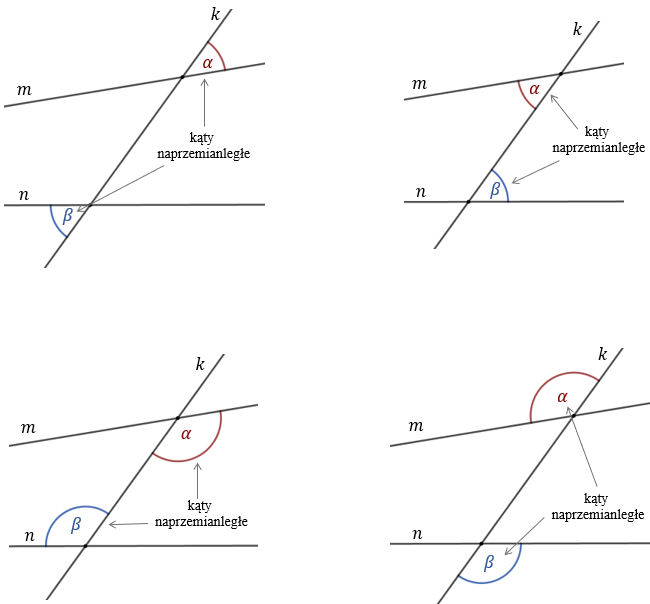 k
α
m
kąty
naprzemianległe
n
β
k
m
α
kąty
naprzemianległe
n
β
k
m
α
kąty
naprzemianległe
n
β
k
α
m
kąty
naprzemianległe
n
β